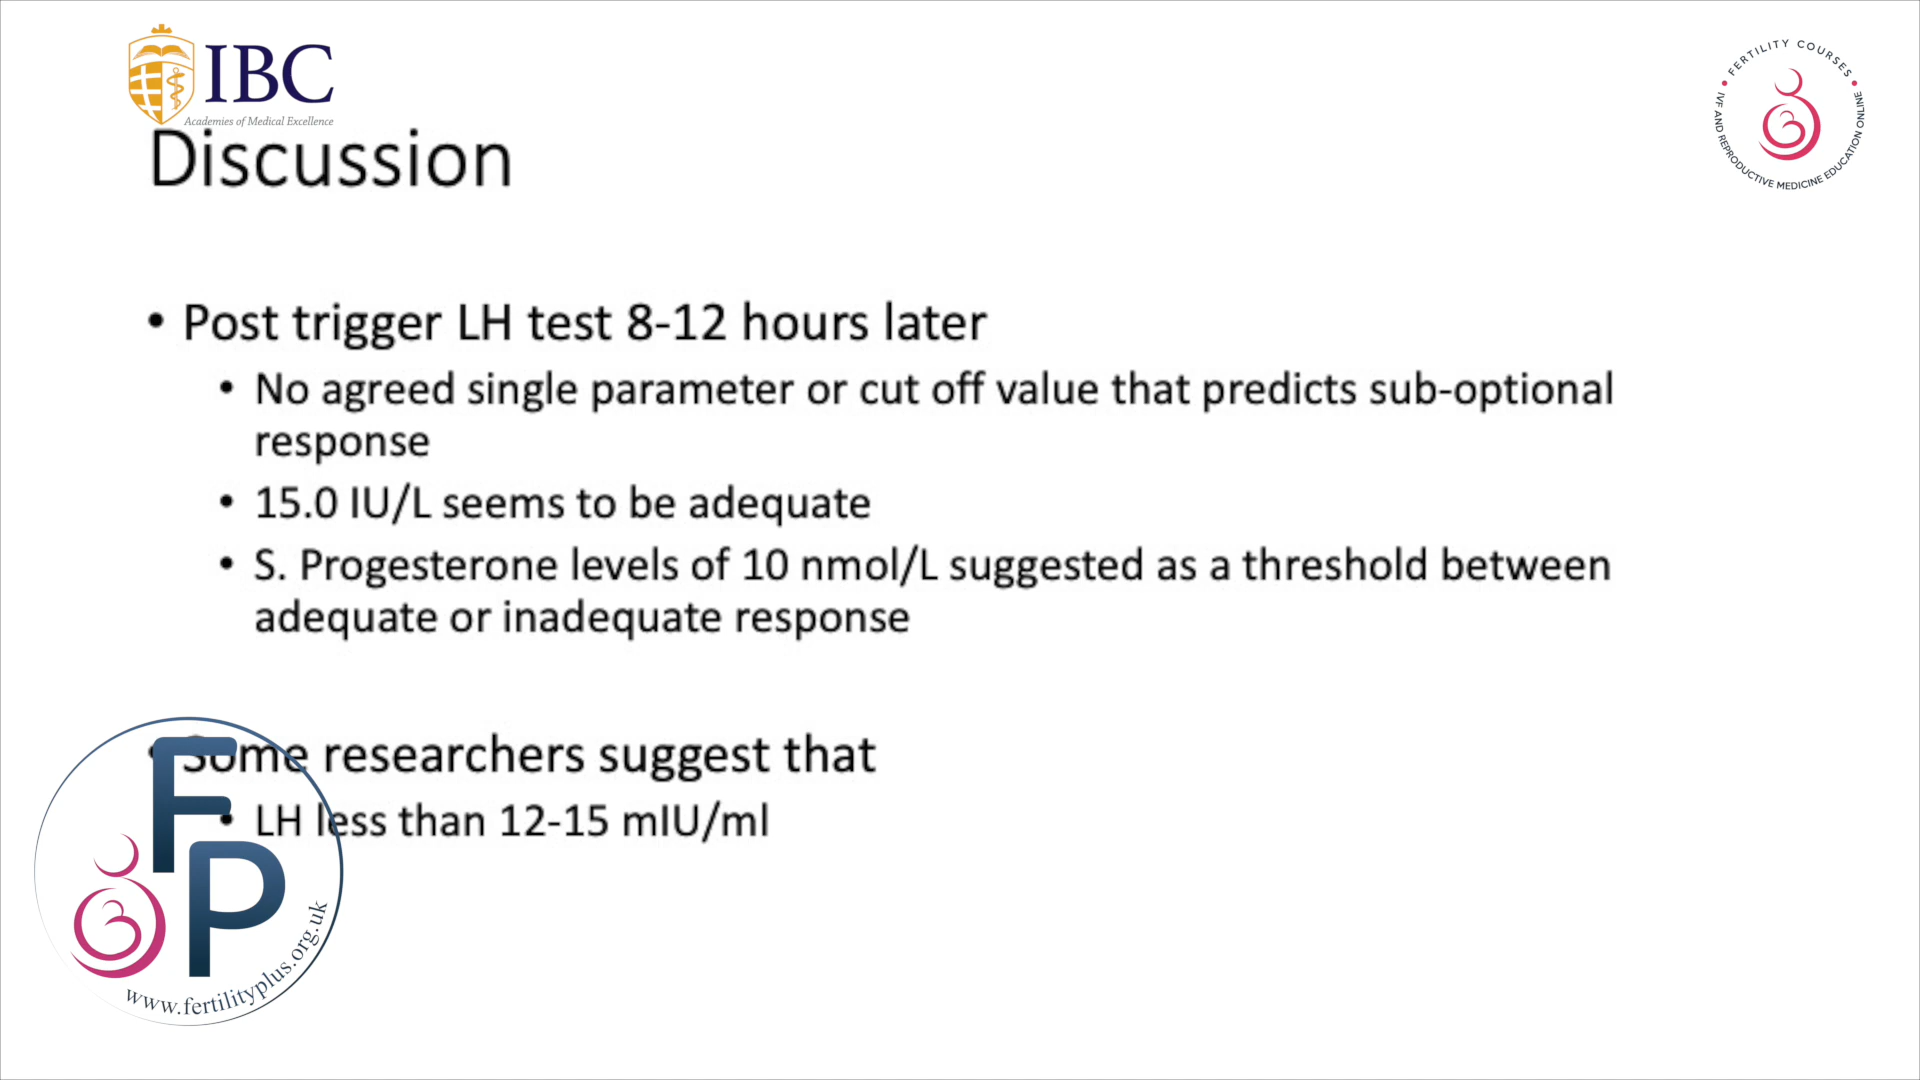 IBC
Academies of Medical Excellence
FERTILITY COURSES
IVF AND REPRODUCTIVE MEDICINE EDUCATION ONLINE
Discussion
• Post trigger LH test 8-12 hours later
• No agreed single parameter or cut off value that predicts sub-optional
response
• 15.0 IU/L seems to be adequate
• S. Progesterone levels of 10 nmol/L suggested as a threshold between
adequate or inadequate response
• Some researchers suggest that
• LH less than 12-15 mIU/ml
FP
www.fertilityplus.org.uk